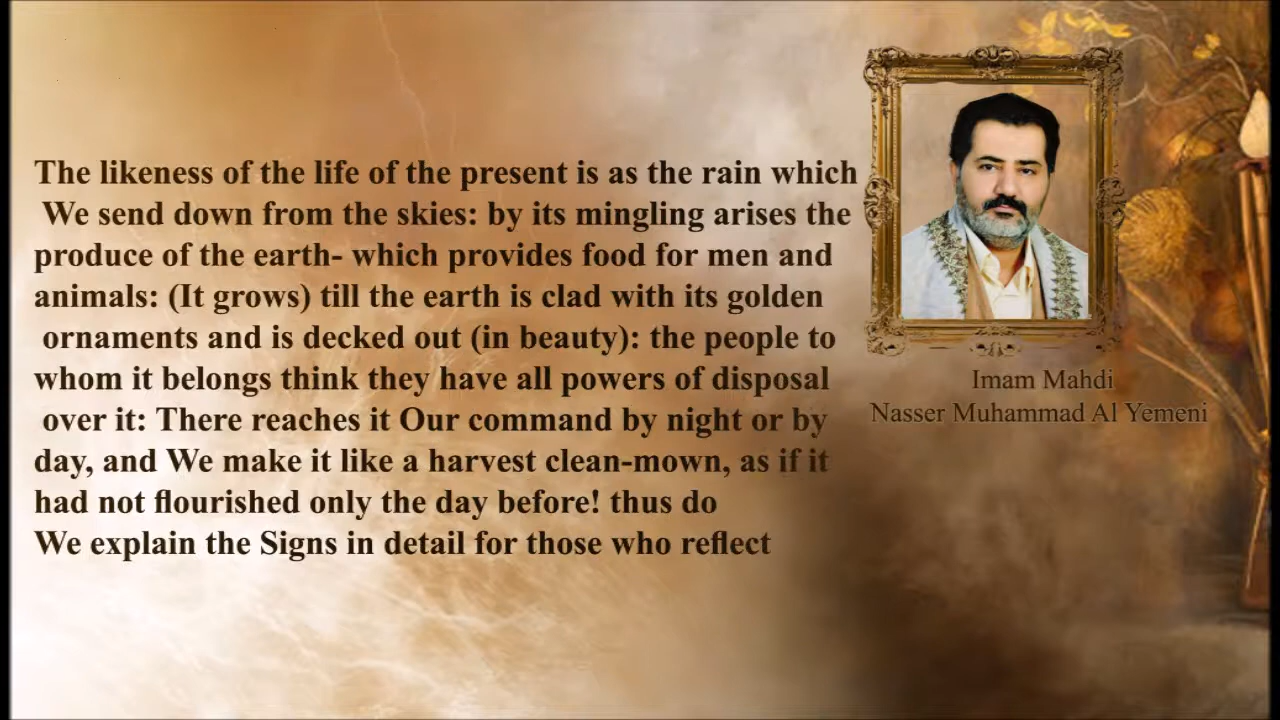 The likeness of the life of the present is as the rain which
We send down from the skies: by its mingling arises the
produce of the earth- which provides food for men and
animals: (It grows) till the earth is clad with its golden
ornaments and is decked out (in beauty): the people to
whom it belongs think they have all powers of disposal
over it: There reaches it Our command by night or by
day, and We make it like a harvest clean-mown, as if it
had not flourished only the day before! thus do
We explain the Signs in detail for those who reflect
Imam Mahdi
Nasser Muhammad Al Yemeni